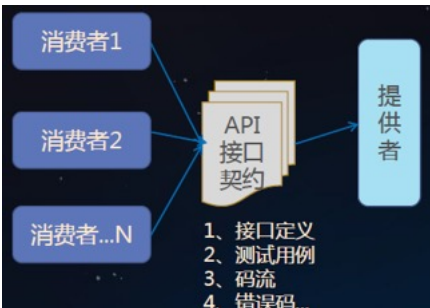 消费者1
消费者2
消费者...N
API
接口
契约
提
供
者
1、接口定义
2、测试用例
3、码流
4、错误码...